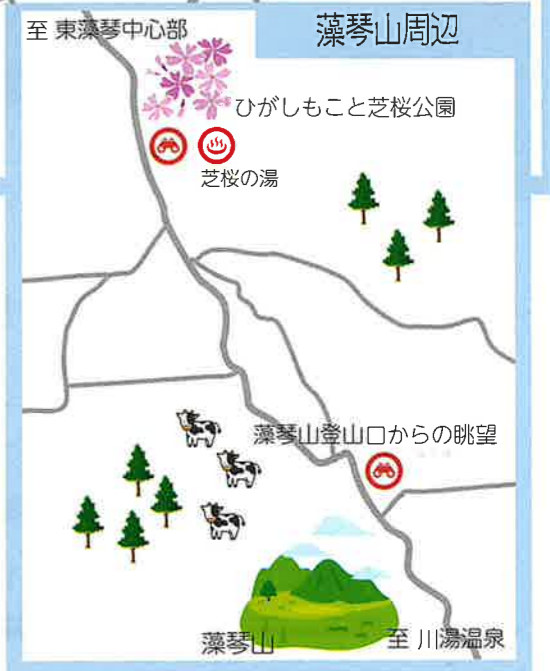 至 東藻琴中心部
藻琴山周辺
ひがしもこと芝桜公園
芝桜の湯
藻琴山登山口からの眺望
藻琴山
至 川湯温泉